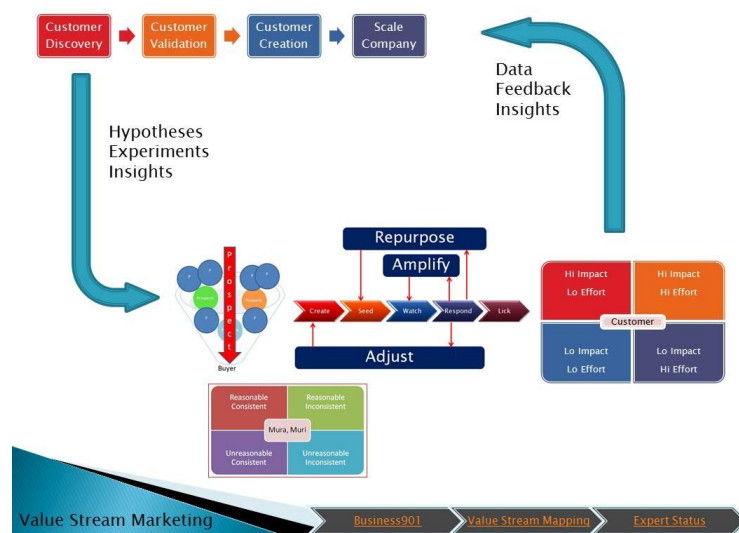 Customer
Discovery
Customer
Validation
Customer
Creation
Scale
Company
Data
Feedback
Insights
Hypotheses
Experiments
Insights
Prospect
Buyer
Repurpose
Amplify
Create
Seed
Watch
Respond
Lick
Adjust
Hi Impact
Lo Effort
Hi Impact
Hi Effort
Customer
Lo Impact
Lo Effort
Lo Impact
Hi Effort
Reasonable
Consistent
Reasonable
Inconsistent
Mura, Muri
Unreasonable
Consistent
Unreasonable
Inconsistent
Value Stream Marketing
Business901
Value Stream Mapping
Expert Status